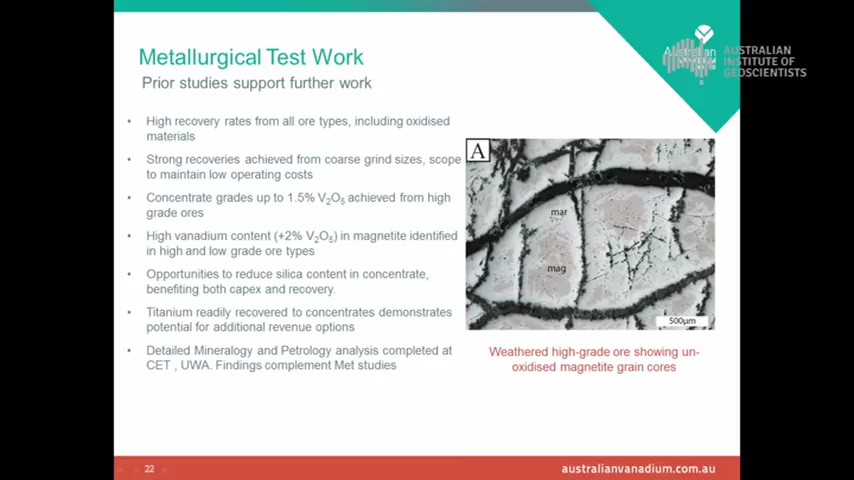 Metallurgical Test Work
Prior studies support further work
• High recovery rates from all ore types, including oxidised
materials
• Strong recoveries achieved from coarse grind sizes, scope
to maintain low operating costs
• Concentrate grades up to 1.5% V₂O₅ achieved from high
grade ores
• High vanadium content (+2% V₂O₅) in magnetite identified
in high and low grade ore types
• Opportunities to reduce silica content in concentrate,
benefiting both capex and recovery.
• Titanium readily recovered to concentrates demonstrates
potential for additional revenue options
• Detailed Mineralogy and Petrology analysis completed at
CET , UWA. Findings complement Met studies
A
mar
mag
500µm
Weathered high-grade ore showing un-
oxidised magnetite grain cores
Australian
AUSTRALIAN
INSTITUTE OF
GEOSCIENTISTS
22
australianvanadium.com.au